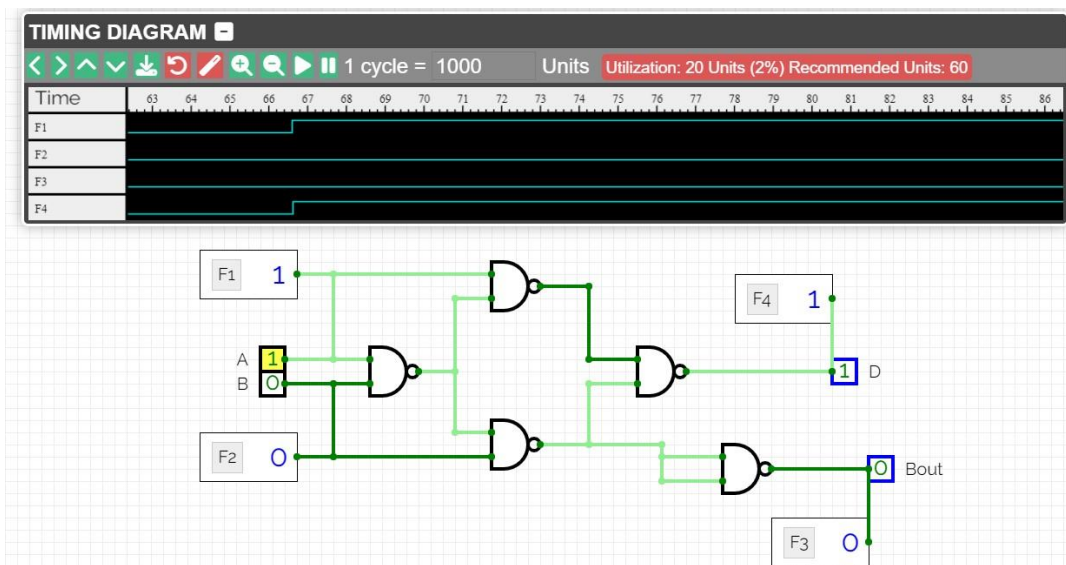 TIMING DIAGRAM
1 cycle = 1000 Units Utilization: 20 Units (2%) Recommended Units: 60
Time 63 64 65 66 67 68 69 70 71 72 73 74 75 76 77 78 79 80 81 82 83 84 85 86
F1
F2
F3
F4
F1 1
F4 1
A 1
B 0
1 D
F2 0
0 Bout
F3 0